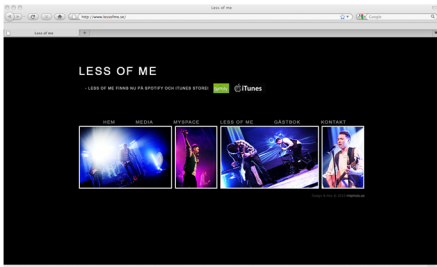 Less of me
http://www.lessofme.se/
Google
Less of me
LESS OF ME
- LESS OF ME FINNS NU PÅ SPOTIFY OCH iTUNES STORE!
Spotify
iTunes
HEM MEDIA MYSPACE LESS OF ME GÄSTBOK KONTAKT